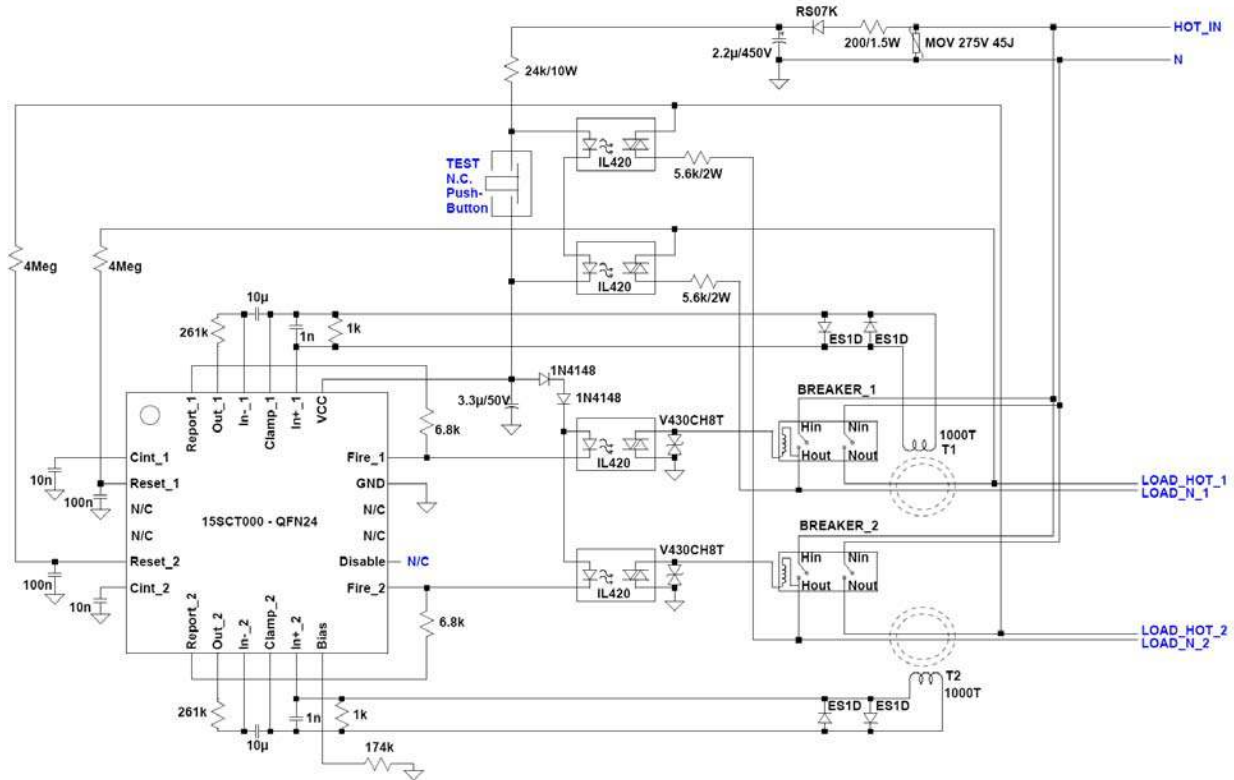 RS07K
HOT_IN
200/1.5W
MOV 275V 45J
2.2µ/450V
N
24k/10W
IL420
TEST
N.C.
Push-
Button
5.6k/2W
4Meg
4Meg
IL420
5.6k/2W
10µ
261k
1n
1k
ES1D
ES1D
1N4148
1N4148
BREAKER_1
3.3µ/50V
V430CH8T
6.8k
Report_1
Out_1
In-_1
Clamp_1
In+_1
VCC
Hin
Nin
Hout
Nout
1000T
T1
IL420
Cint_1
Fire_1
10n
Reset_1
GND
100n
LOAD_HOT_1
LOAD_N_1
N/C
N/C
15SCT000 - QFN24
N/C
N/C
BREAKER_2
V430CH8T
Reset_2
Disable
N/C
Hin
Nin
Hout
Nout
100n
Cint_2
Fire_2
IL420
10n
Report_2
Out_2
In-_2
Clamp_2
In+_2
Bias
6.8k
LOAD_HOT_2
LOAD_N_2
T2
1000T
261k
1n
1k
ES1D
ES1D
10µ
174k